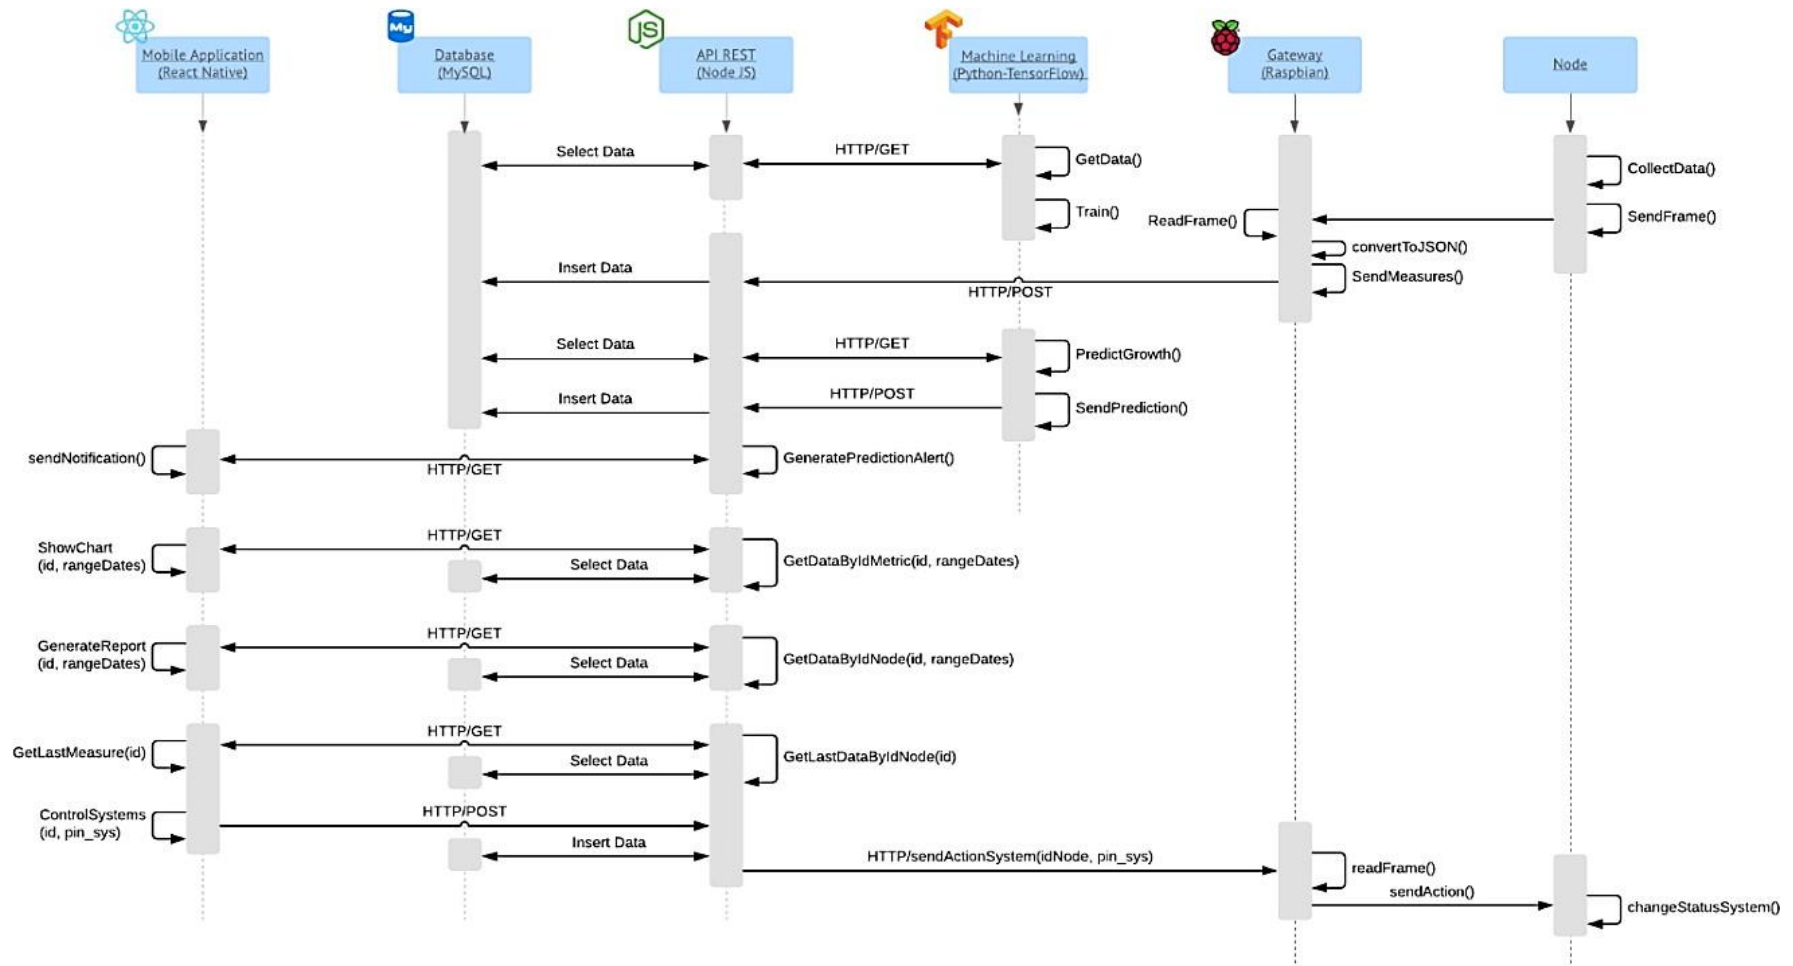 My
JS
Mobile Application
(React Native)
Database
(MySQL)
API REST
(Node JS)
Machine Learning
(Python-TensorFlow)
Gateway
(Raspbian)
Node
Select Data
HTTP/GET
GetData()
CollectData()
Train()
ReadFrame()
SendFrame()
convertToJSON()
Insert Data
HTTP/POST
SendMeasures()
Select Data
HTTP/GET
PredictGrowth()
Insert Data
HTTP/POST
SendPrediction()
sendNotification()
HTTP/GET
GeneratePredictionAlert()
ShowChart
(id, rangeDates)
HTTP/GET
Select Data
GetDataByIdMetric(id, rangeDates)
GenerateReport
(id, rangeDates)
HTTP/GET
Select Data
GetDataByIdNode(id, rangeDates)
GetLastMeasure(id)
HTTP/GET
Select Data
GetLastDataByIdNode(id)
ControlSystems
(id, pin_sys)
HTTP/POST
Insert Data
HTTP/sendActionSystem(idNode, pin_sys)
readFrame()
sendAction()
changeStatusSystem()